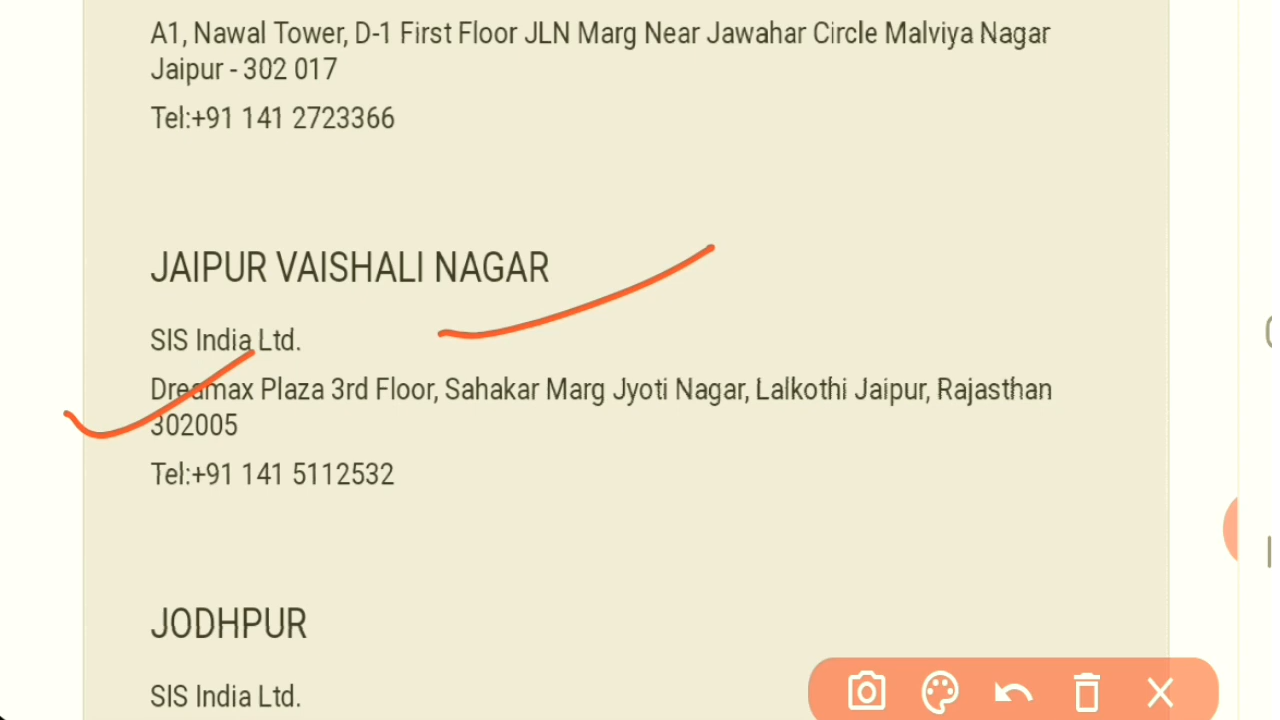 A1, Nawal Tower, D-1 First Floor JLN Marg Near Jawahar Circle Malviya Nagar
Jaipur - 302 017
Tel:+91 141 2723366
JAIPUR VAISHALI NAGAR
SIS India Ltd.
Dreamax Plaza 3rd Floor, Sahakar Marg Jyoti Nagar, Lalkothi Jaipur, Rajasthan
302005
Tel:+91 141 5112532
JODHPUR
SIS India Ltd.